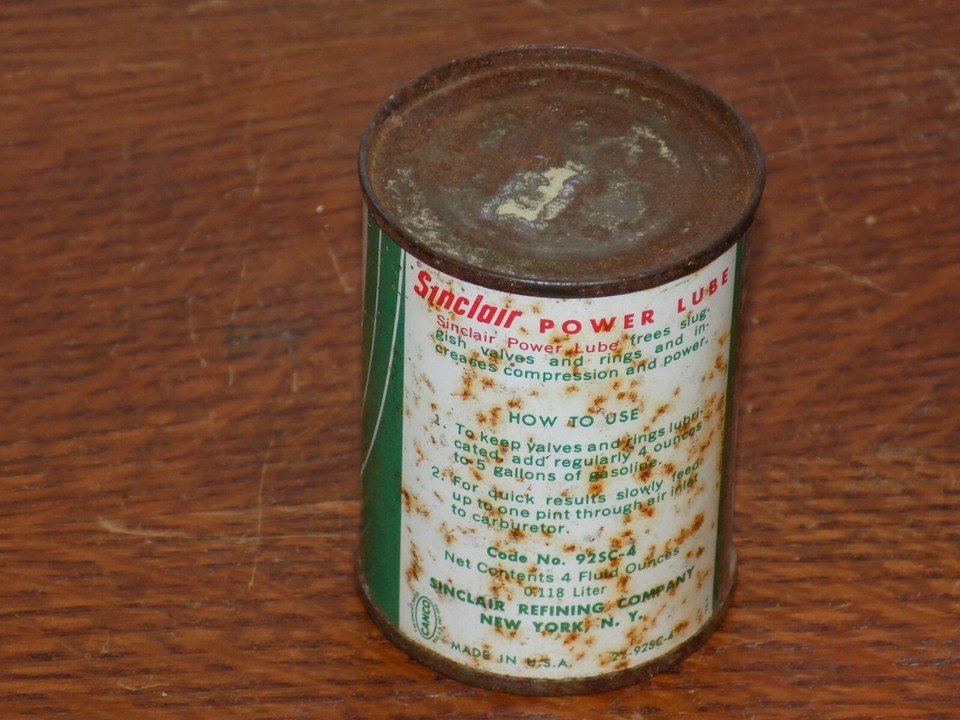 Sinclair POWER LUBE
Sinclair Power Lube frees slug-
gish valves and rings and in-
creases compression and power.
HOW TO USE
1. To keep valves and rings lubri-
cated, add regularly 4 ounces
to 5 gallons of gasoline.
2. For quick results slowly feed
up to one pint through air inlet
to carburetor.
Code No. 92SC-4
Net Contents 4 Fluid Ounces
0.118 Liter
SINCLAIR REFINING COMPANY
NEW YORK, N. Y.
CANCO
MADE IN U.S.A.